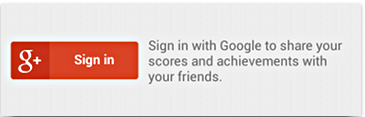 g+ Sign in
Sign in with Google to share your
scores and achievements with
your friends.